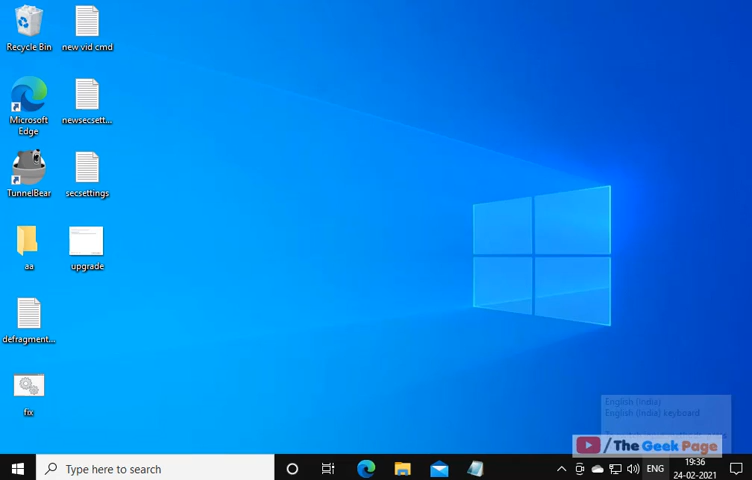 Recycle Bin
new vid cmd
Microsoft
Edge
newsecsett...
TunnelBear
secsettings
aa
upgrade
defragment...
fix
English (India)
English (India) keyboard
/The Geek Page
Type here to search
ENG
19:36
24-02-2021